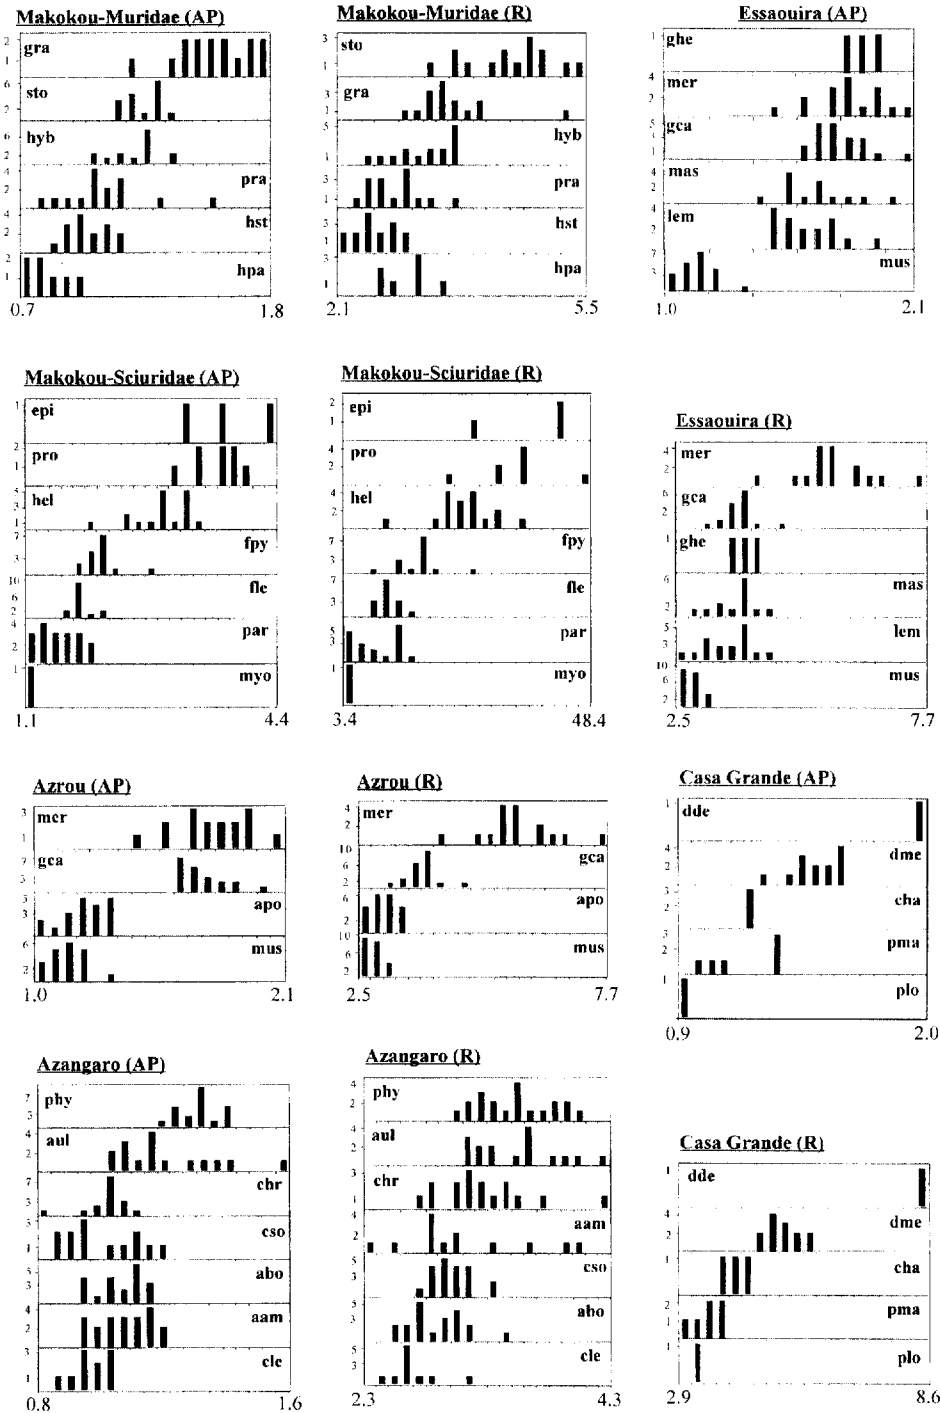 Makokou-Muridae (AP)
gra
sto
hyb
pra
hst
hpa
0.7 1.8
Makokou-Muridae (R)
sto
gra
hyb
pra
hst
hpa
2.1 5.5
Essaouira (AP)
ghe
mer
gca
mas
lem
mus
1.0 2.1
Makokou-Sciuridae (AP)
epi
pro
hel
fpy
fle
par
myo
1.1 4.4
Makokou-Sciuridae (R)
epi
pro
hel
fpy
fle
par
myo
3.4 48.4
Essaouira (R)
mer
gca
ghe
mas
lem
mus
2.5 7.7
Azrou (AP)
mer
gca
apo
mus
1.0 2.1
Azrou (R)
mer
gca
apo
mus
2.5 7.7
Casa Grande (AP)
dde
dme
cha
pma
plo
0.9 2.0
Azangaro (AP)
phy
aul
chr
cso
abo
aam
cle
0.8 1.6
Azangaro (R)
phy
aul
chr
aam
cso
abo
cle
2.3 4.3
Casa Grande (R)
dde
dme
cha
pma
plo
2.9 8.6